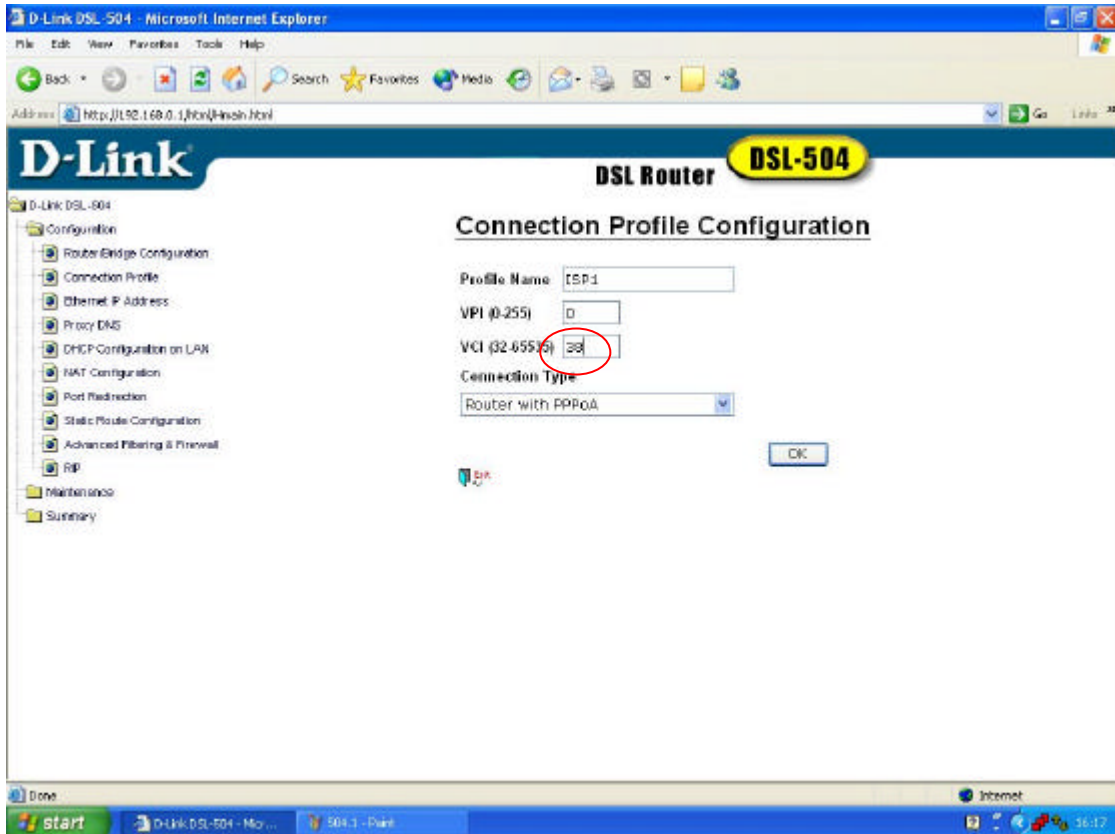 D-Link DSL-504 - Microsoft Internet Explorer
File Edit View Favorites Tools Help
Back Search Favorites Media
Address http://192.168.0.1/html/Hmain.html Go Links
D-Link
DSL Router DSL-504
D-Link DSL-504
Configuration
Router/Bridge Configuration
Connection Profile
Ethernet IP Address
Proxy DNS
DHCP Configuration on LAN
NAT Configuration
Port Redirection
Static Route Configuration
Advanced Filtering & Firewall
RIP
Maintenance
Summary
Connection Profile Configuration
Profile Name ISP1
VPI (0-255) 0
VCI (32-65535) 38
Connection Type
Router with PPPoA
OK
Exit
Done Internet
start D-Link DSL-504 - Micr... 504.1 - Paint 16:17